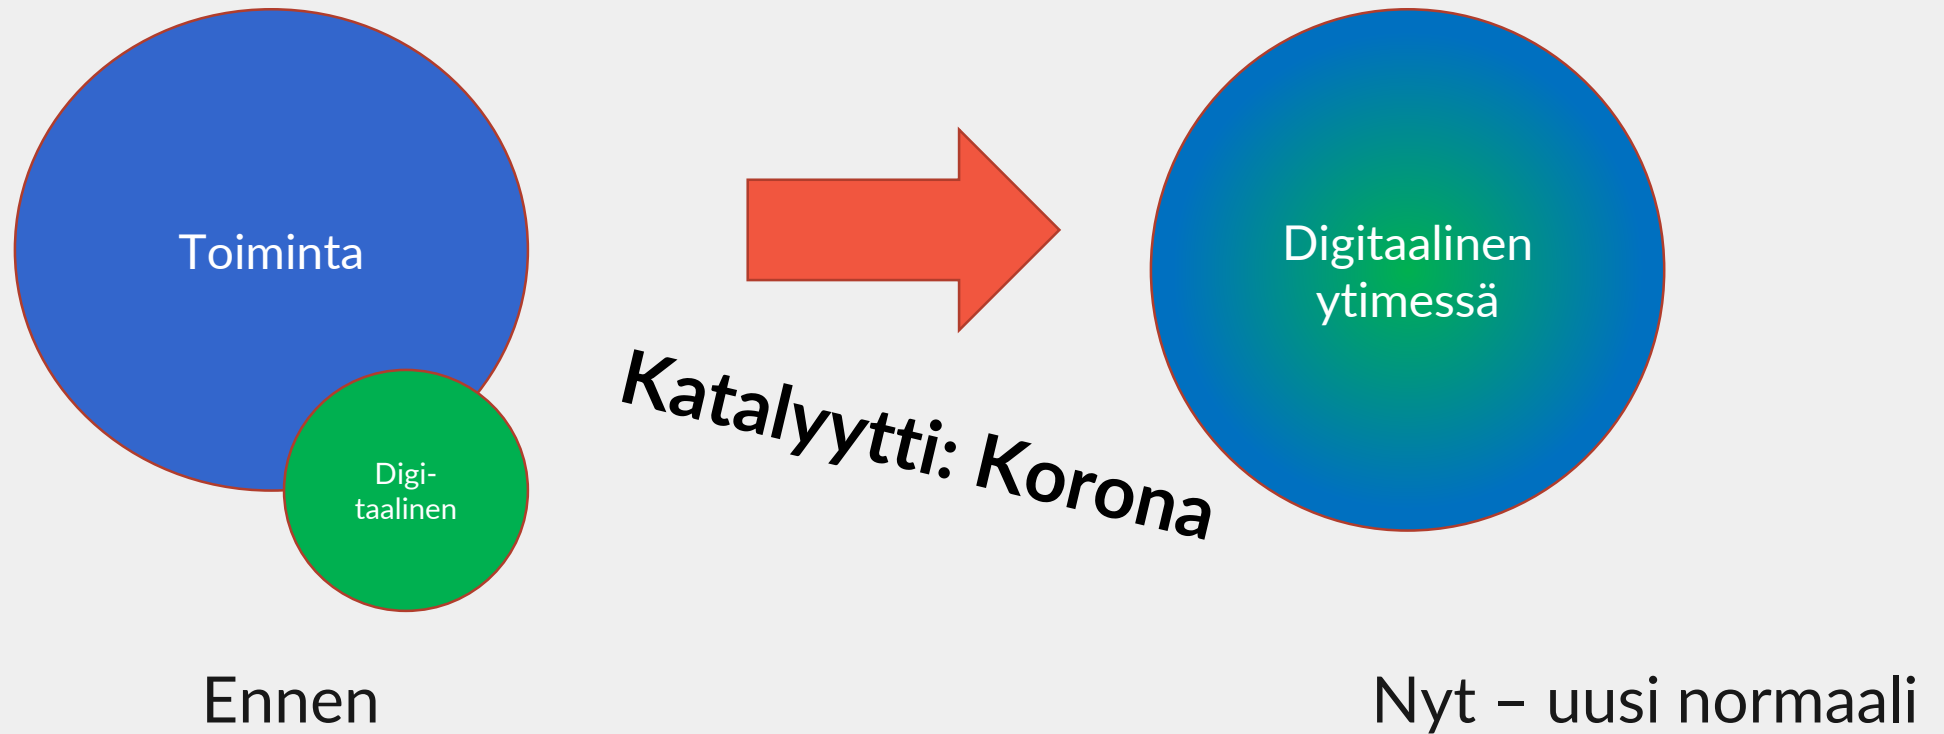 Toiminta
Digi-
taalinen
Ennen
Katalyytti: Korona
Digitaalinen
ytimessä
Nyt – uusi normaali